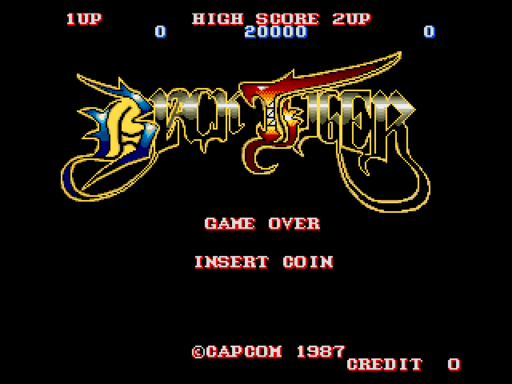 1UP HIGH SCORE 2UP
0 20000 0
BLACK TIGER
GAME OVER
INSERT COIN
©CAPCOM 1987
CREDIT 0